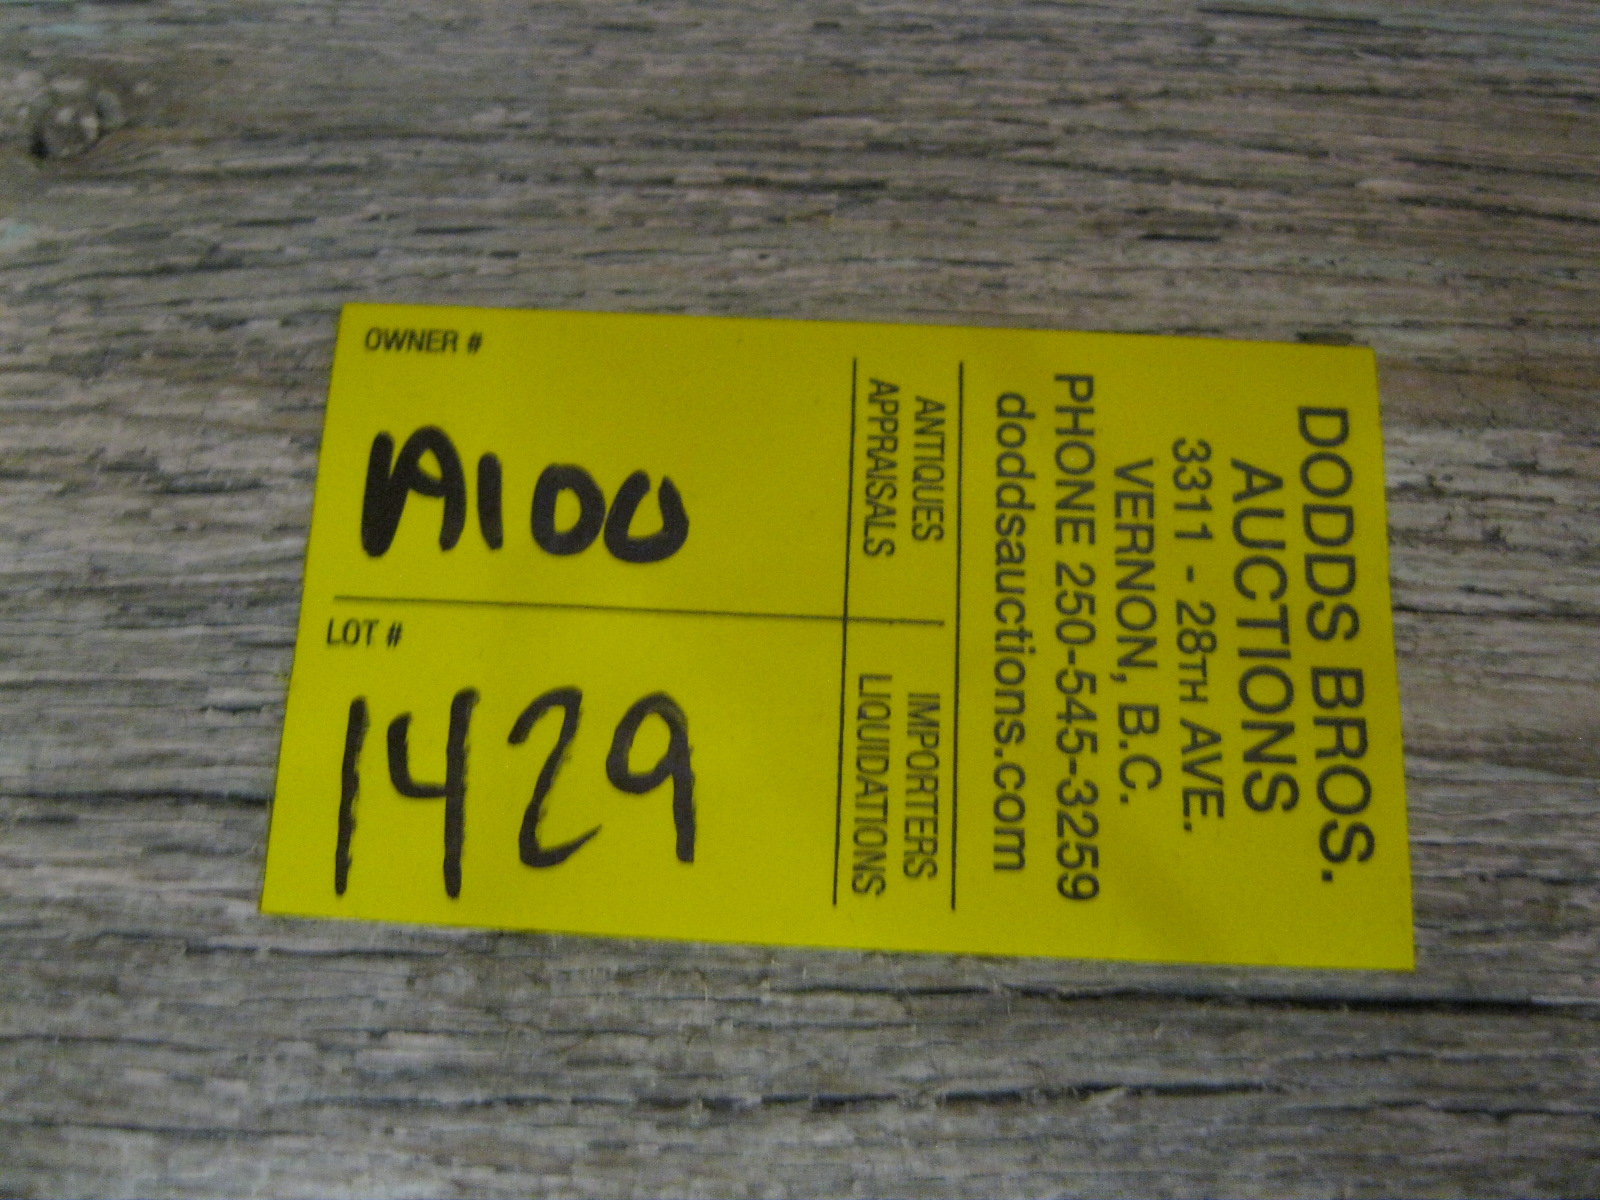 OWNER #
A100
LOT #
1429
DODDS BROS.
AUCTIONS
3311 - 28TH AVE.
VERNON, B.C.
PHONE 250-545-3259
doddsauctions.com
ANTIQUES
APPRAISALS
IMPORTERS
LIQUIDATIONS